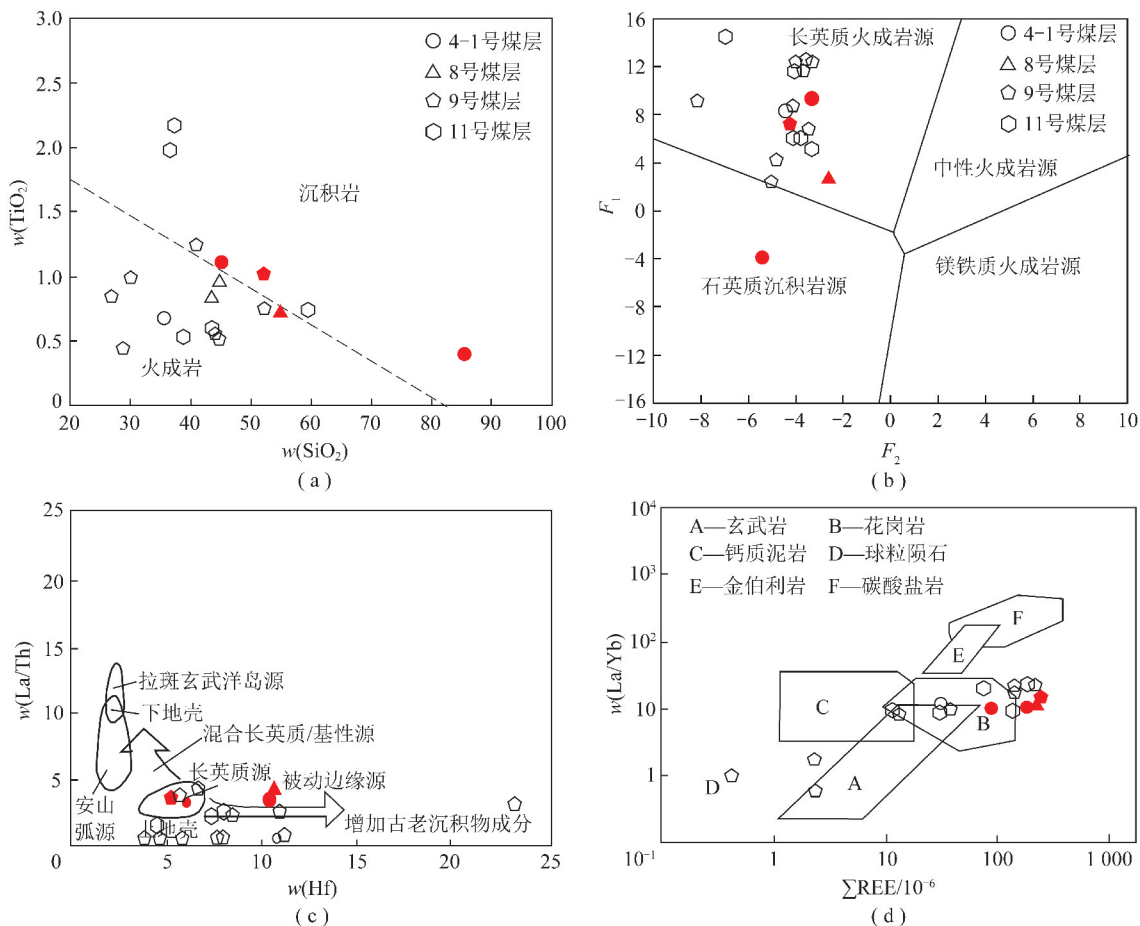 3.0
2.5
2.0
1.5
1.0
0.5
0
w(TiO₂)
4-1号煤层
8号煤层
9号煤层
11号煤层
沉积岩
火成岩
20 30 40 50 60 70 80 90 100
w(SiO₂)
(a)
16
12
8
4
0
-4
-8
-12
-16
F₁
长英质火成岩源
4-1号煤层
8号煤层
9号煤层
11号煤层
中性火成岩源
镁铁质火成岩源
石英质沉积岩源
-10 -8 -6 -4 -2 0 2 4 6 8 10
F₂
(b)
25
20
15
10
5
0
w(La/Th)
拉斑玄武洋岛源
下地壳
混合长英质/基性源
长英质源
被动边缘源
安山
弧源
地壳
增加古老沉积物成分
5 10 15 20 25
w(Hf)
(c)
10⁴
10³
10²
10
1
10⁻¹
w(La/Yb)
A—玄武岩 B—花岗岩
C—钙质泥岩 D—球粒陨石
E—金伯利岩 F—碳酸盐岩
F
E
C
B
A
D
1 10 100 1 000
∑REE/10⁻⁶
(d)